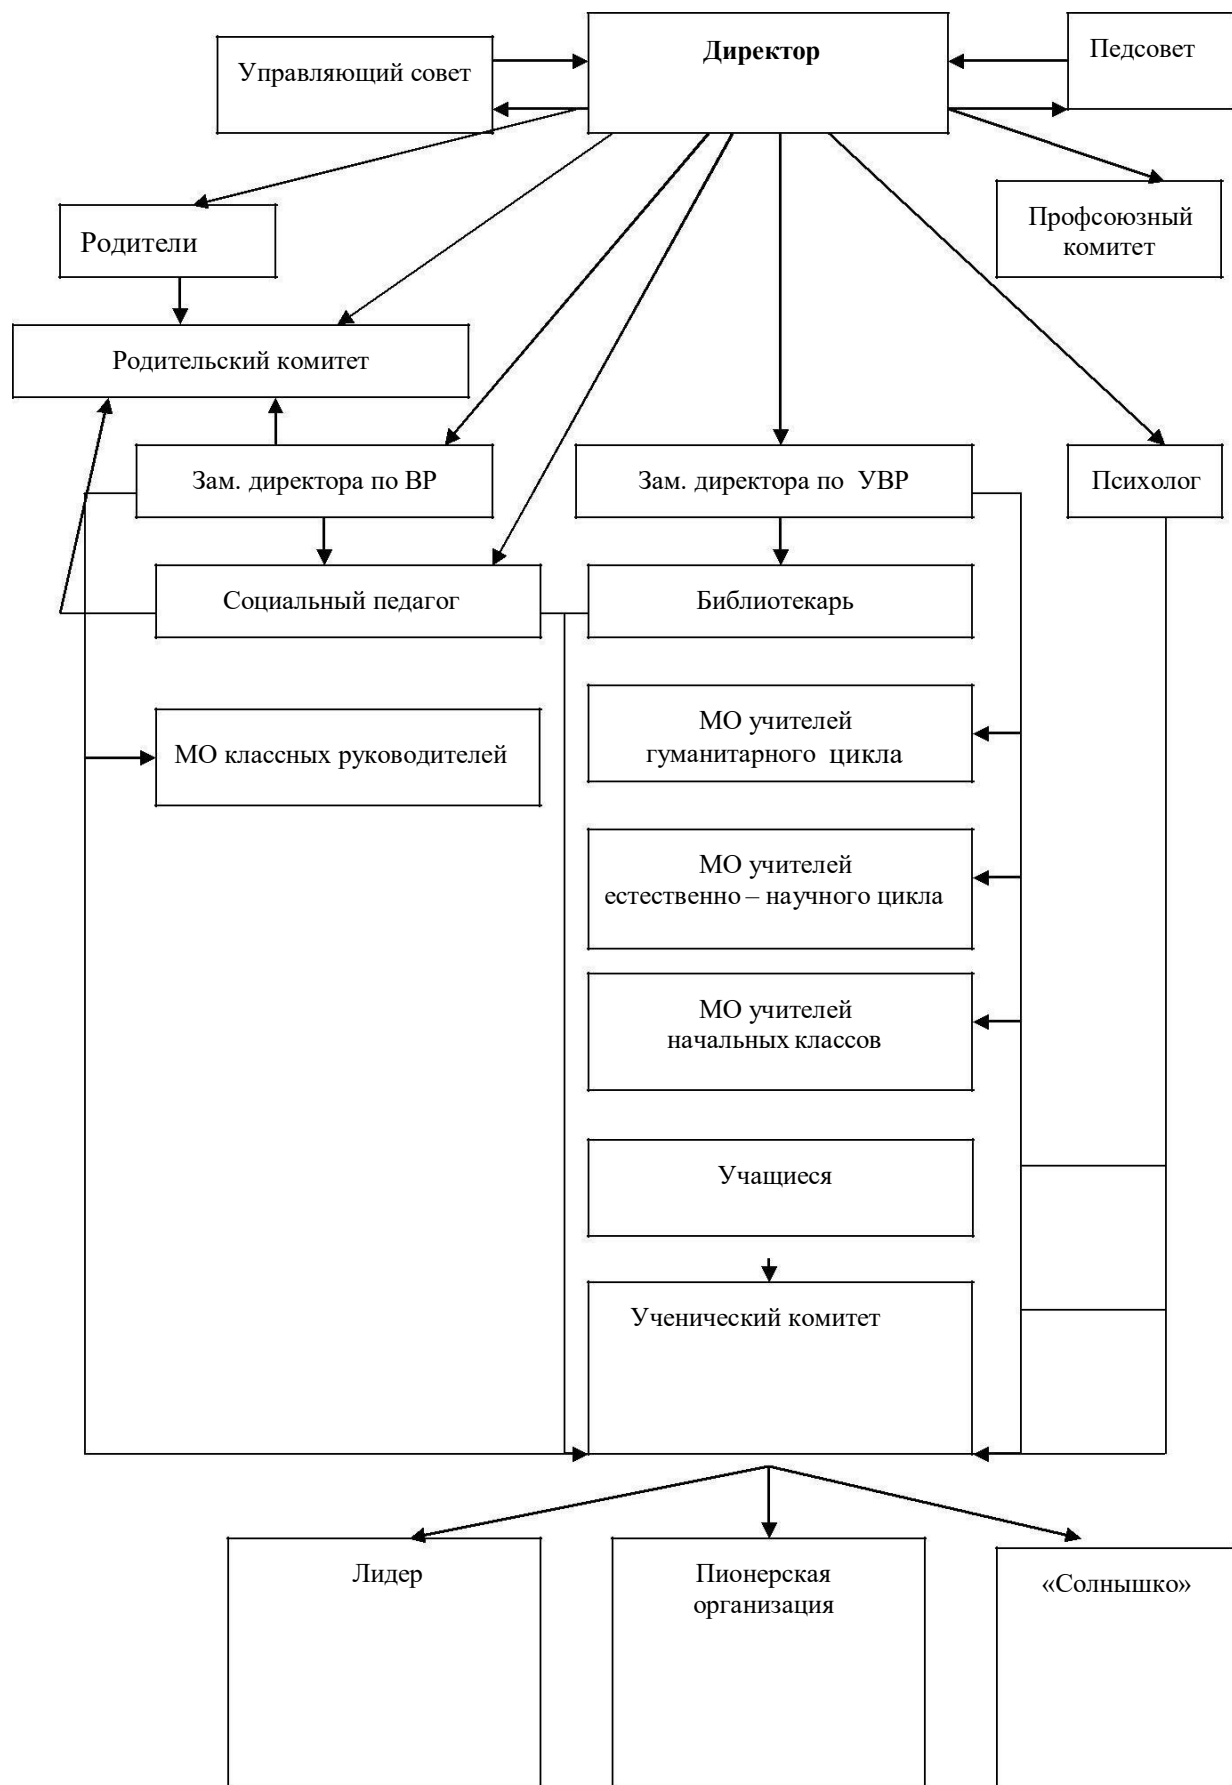 Директор
Управляющий совет
Педсовет
Родители
Профсоюзный
комитет
Родительский комитет
Зам. директора по ВР
Зам. директора по УВР
Психолог
Социальный педагог
Библиотекарь
МО классных руководителей
МО учителей
гуманитарного цикла
МО учителей
естественно – научного цикла
МО учителей
начальных классов
Учащиеся
Ученический комитет
Лидер
Пионерская
организация
«Солнышко»